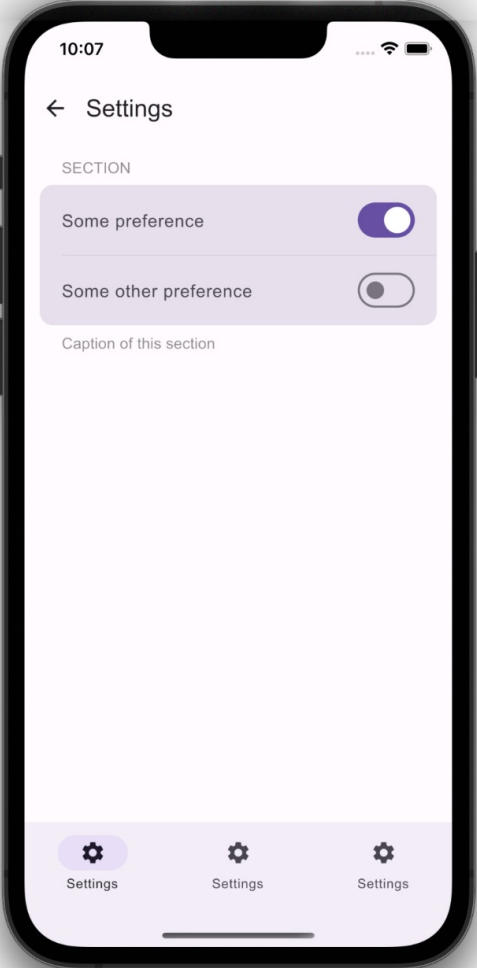 10:07
Settings
SECTION
Some preference
Some other preference
Caption of this section
Settings Settings Settings